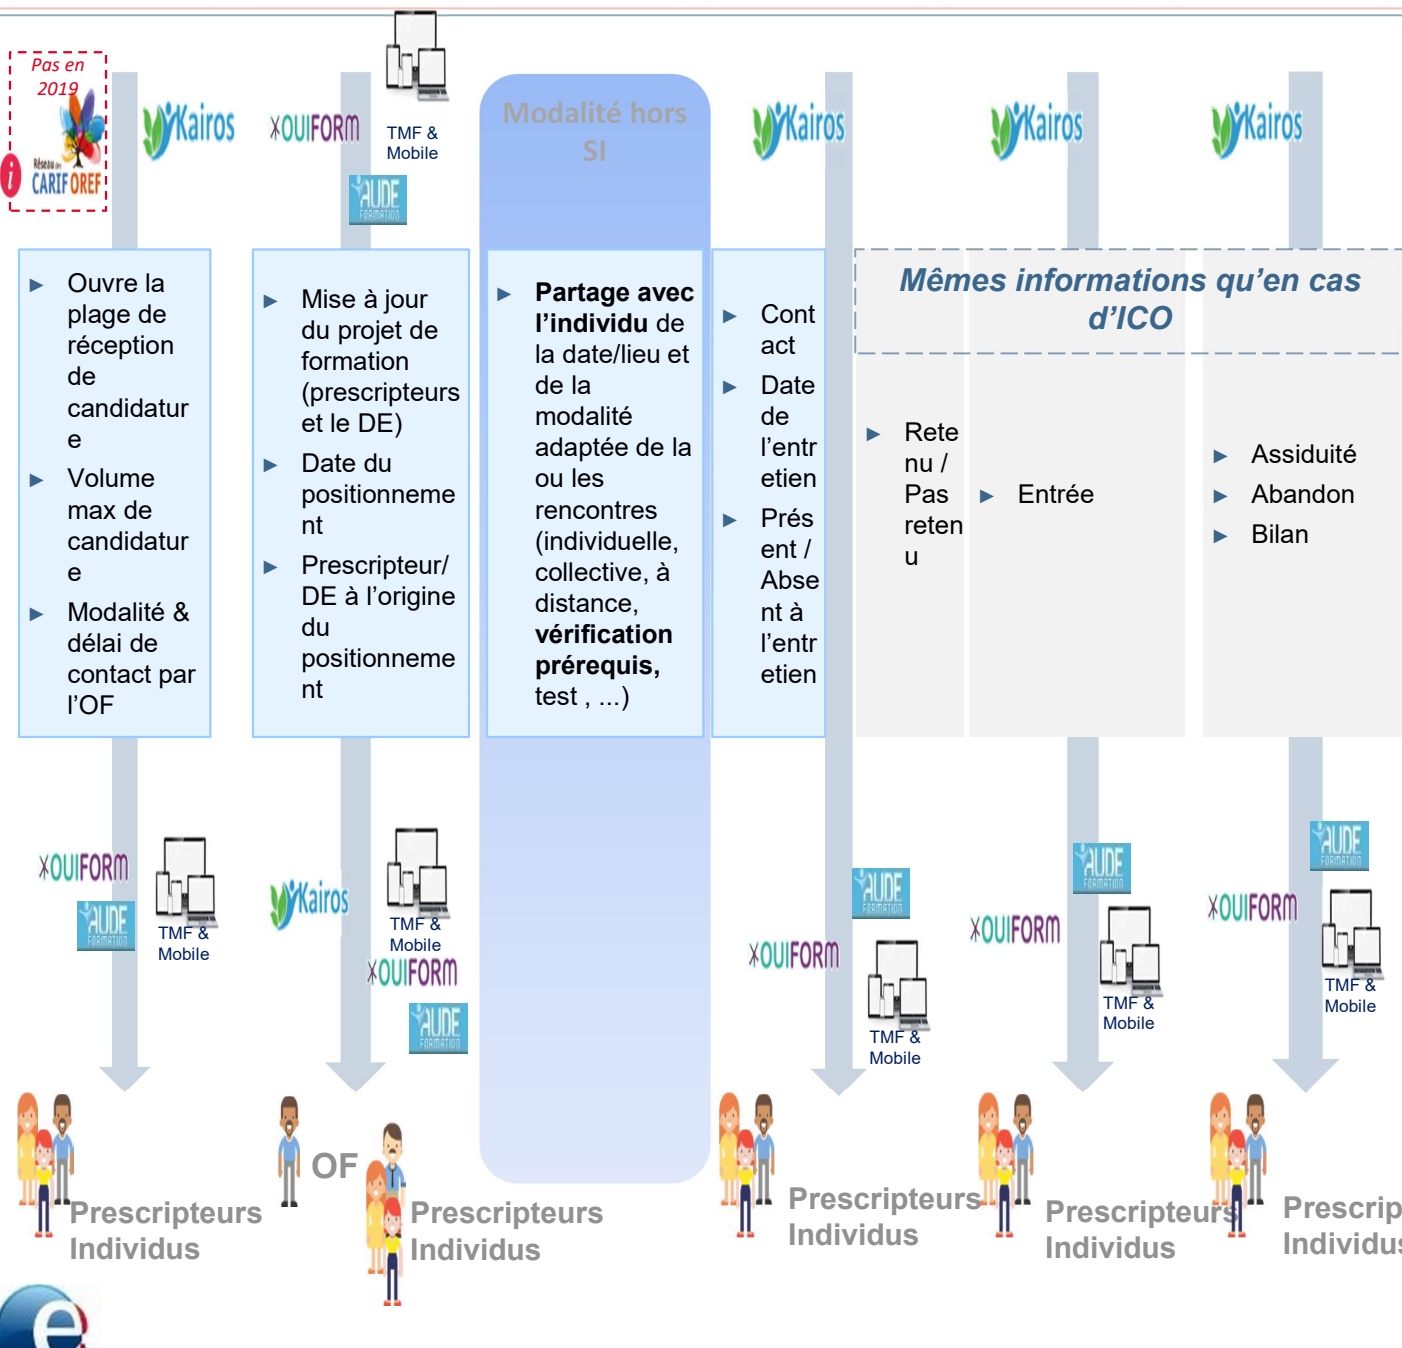 Pas en
2019
Réseau des
CARIF OREF
i
Kairos
OUIFORM
TMF &
Mobile
AUDE
FORMATION
Modalité hors
SI
Kairos
Kairos
Kairos
► Ouvre la
plage de
réception
de
candidatur
e
► Volume
max de
candidatur
e
► Modalité &
délai de
contact par
l’OF
► Mise à jour
du projet de
formation
(prescripteurs
et le DE)
► Date du
positionneme
nt
► Prescripteur/
DE à l’origine
du
positionneme
nt
► Partage avec
l’individu de
la date/lieu et
de la
modalité
adaptée de la
ou les
rencontres
(individuelle,
collective, à
distance,
vérification
prérequis,
test , ...)
► Cont
act
► Date
de
l’entr
etien
► Prés
ent /
Abse
nt à
l’entr
etien
Mêmes informations qu’en cas
d’ICO
► Rete
nu /
Pas
reten
u
► Entrée
► Assiduité
► Abandon
► Bilan
OUIFORM
AUDE
FORMATION
TMF &
Mobile
Kairos
TMF &
Mobile
OUIFORM
AUDE
FORMATION
AUDE
FORMATION
OUIFORM
TMF &
Mobile
AUDE
FORMATION
OUIFORM
TMF &
Mobile
AUDE
FORMATION
OUIFORM
TMF &
Mobile
Prescripteurs
Individus
OF
Prescripteurs
Individus
Prescripteurs
Individus
Prescripteurs
Individus
Prescrip
Individus
e